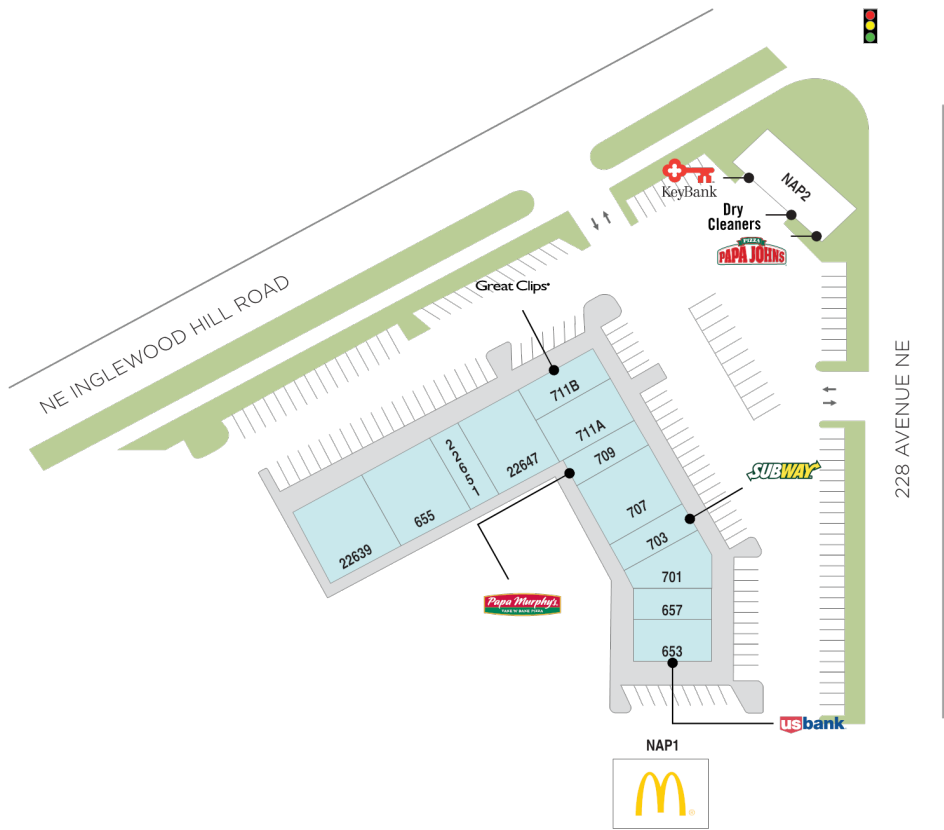 NE INGLEWOOD HILL ROAD
228 AVENUE NE
KeyBank
Dry
Cleaners
PIZZA
PAPA JOHNS
NAP2
Great Clips
711B
711A
709
707
703
701
657
653
22647
22651
655
22639
SUBWAY
Papa Murphy's
TAKE 'N' BAKE PIZZA
usbank
NAP1
M